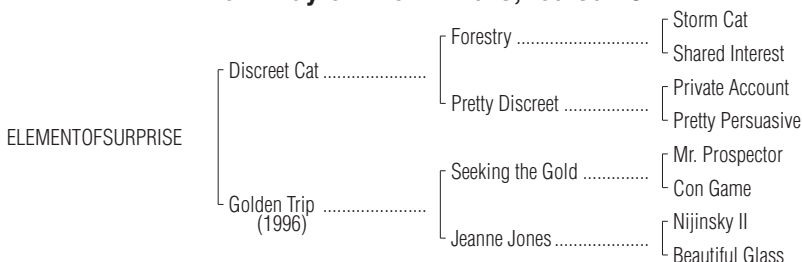 Storm Cat
Forestry ..........................
Shared Interest
Discreet Cat ......................
Private Account
Pretty Discreet ..................
Pretty Persuasive
ELEMENTOFSURPRISE
Mr. Prospector
Seeking the Gold ..............
Con Game
Golden Trip ......................
(1996)
Nijinsky II
Jeanne Jones ....................
Beautiful Glass